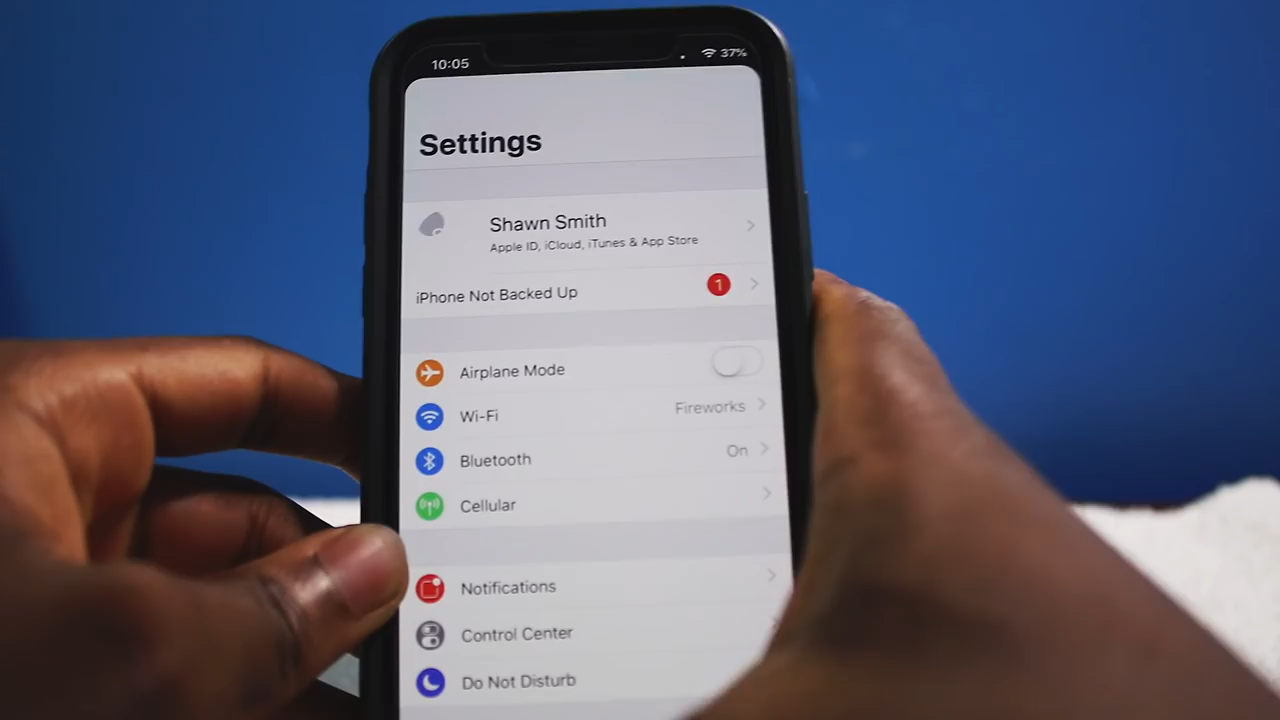 10:05
37%
Settings
Shawn Smith
Apple ID, iCloud, iTunes & App Store
iPhone Not Backed Up 1
Airplane Mode
Wi-Fi Fireworks
Bluetooth On
Cellular
Notifications
Control Center
Do Not Disturb